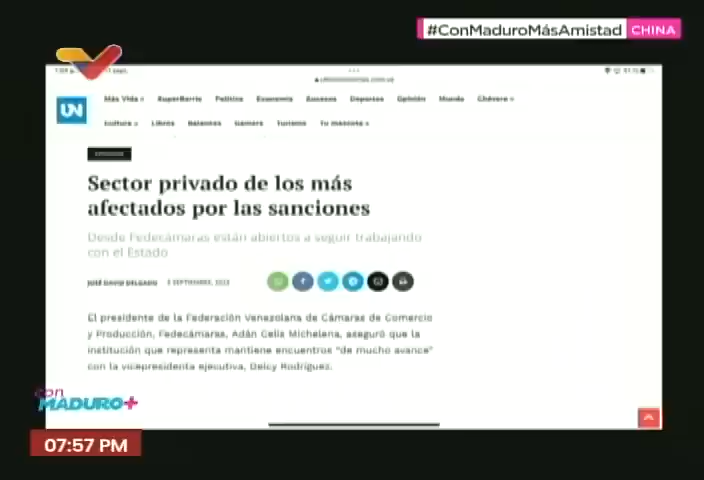 #ConMaduroMásAmistad CHINA
UN
Más Vida SuperBarrio Política Economía Sucesos Deportes Opinión Mundo Chévere
Cultura Libros Balances Gamers Turismo Tu mascota
Sector privado de los más
afectados por las sanciones
Desde Fedecámaras están abiertos a seguir trabajando
con el Estado
JOSÉ DAVID DELGADO SEPTIEMBRE, 2023
El presidente de la Federación Venezolana de Cámaras de Comercio
y Producción, Fedecámaras, Adán Celis Michelena, aseguró que la
institución que representa mantiene encuentros "de mucho avance"
con la vicepresidenta ejecutiva, Delcy Rodríguez.
con
MADURO+
07:57 PM